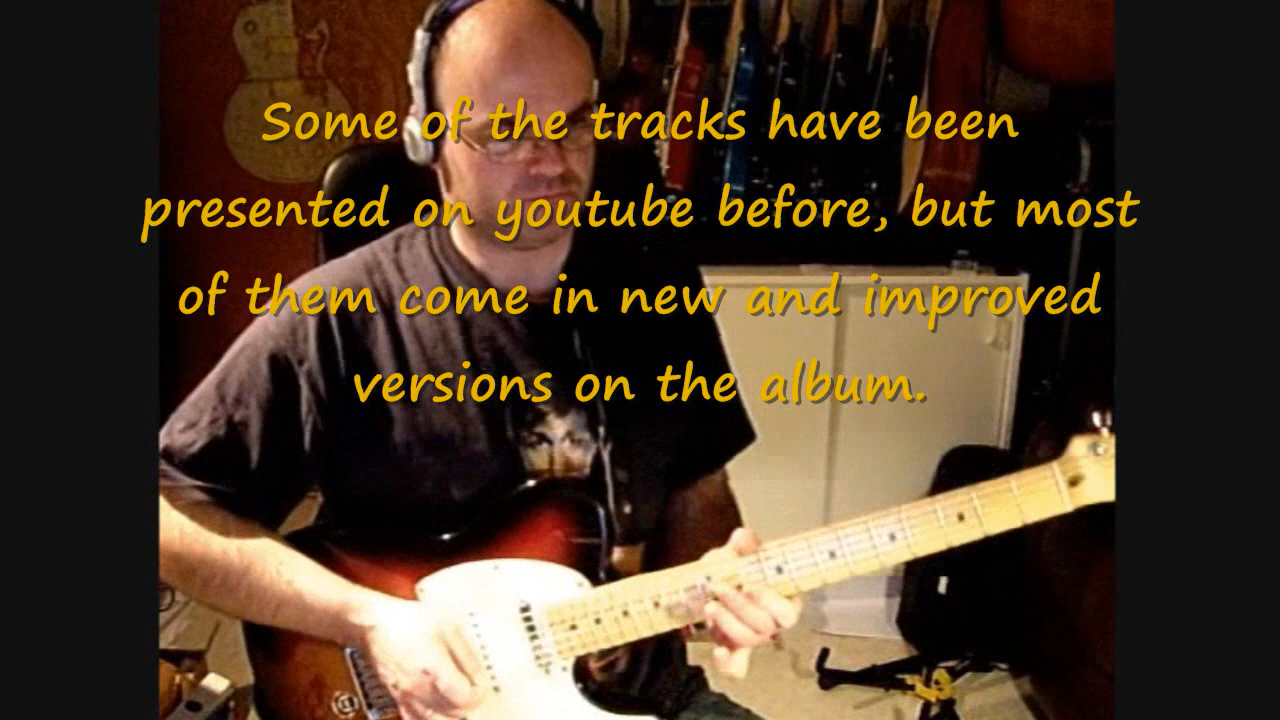 Some of the tracks have been
presented on youtube before, but most
of them come in new and improved
versions on the album.